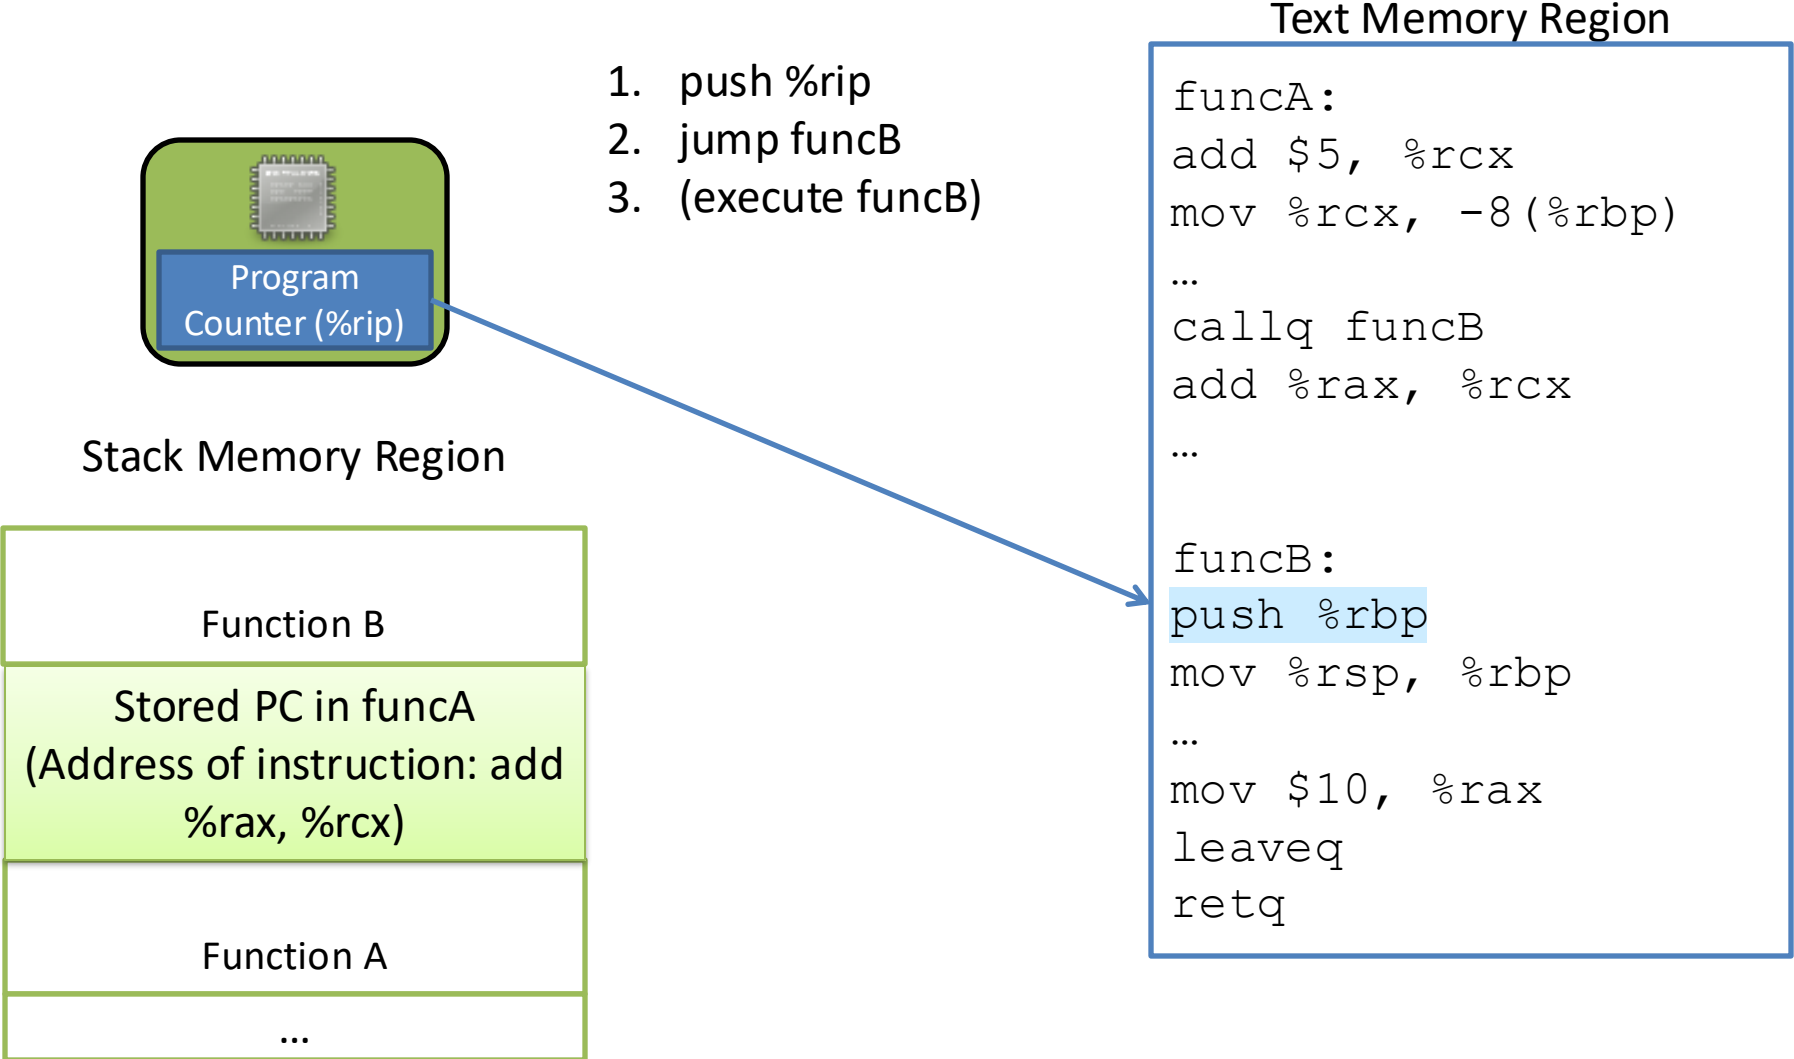 Text Memory Region
1. push %rip
2. jump funcB
3. (execute funcB)
Program
Counter (%rip)
Stack Memory Region
Function B
Stored PC in funcA
(Address of instruction: add
%rax, %rcx)
Function A
…
funcA:
add $5, %rcx
mov %rcx, -8(%rbp)
…
callq funcB
add %rax, %rcx
…
funcB:
push %rbp
mov %rsp, %rbp
…
mov $10, %rax
leaveq
retq